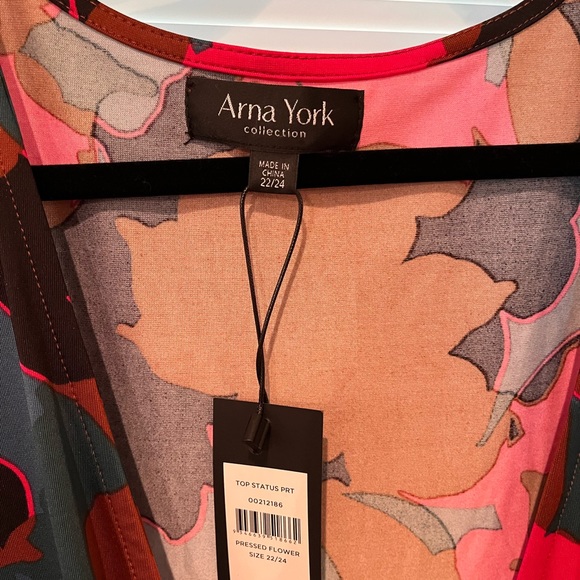 Arna York
collection
MADE IN
CHINA
22/24
TOP STATUS PRT
00212186
PRESSED FLOWER
SIZE 22/24